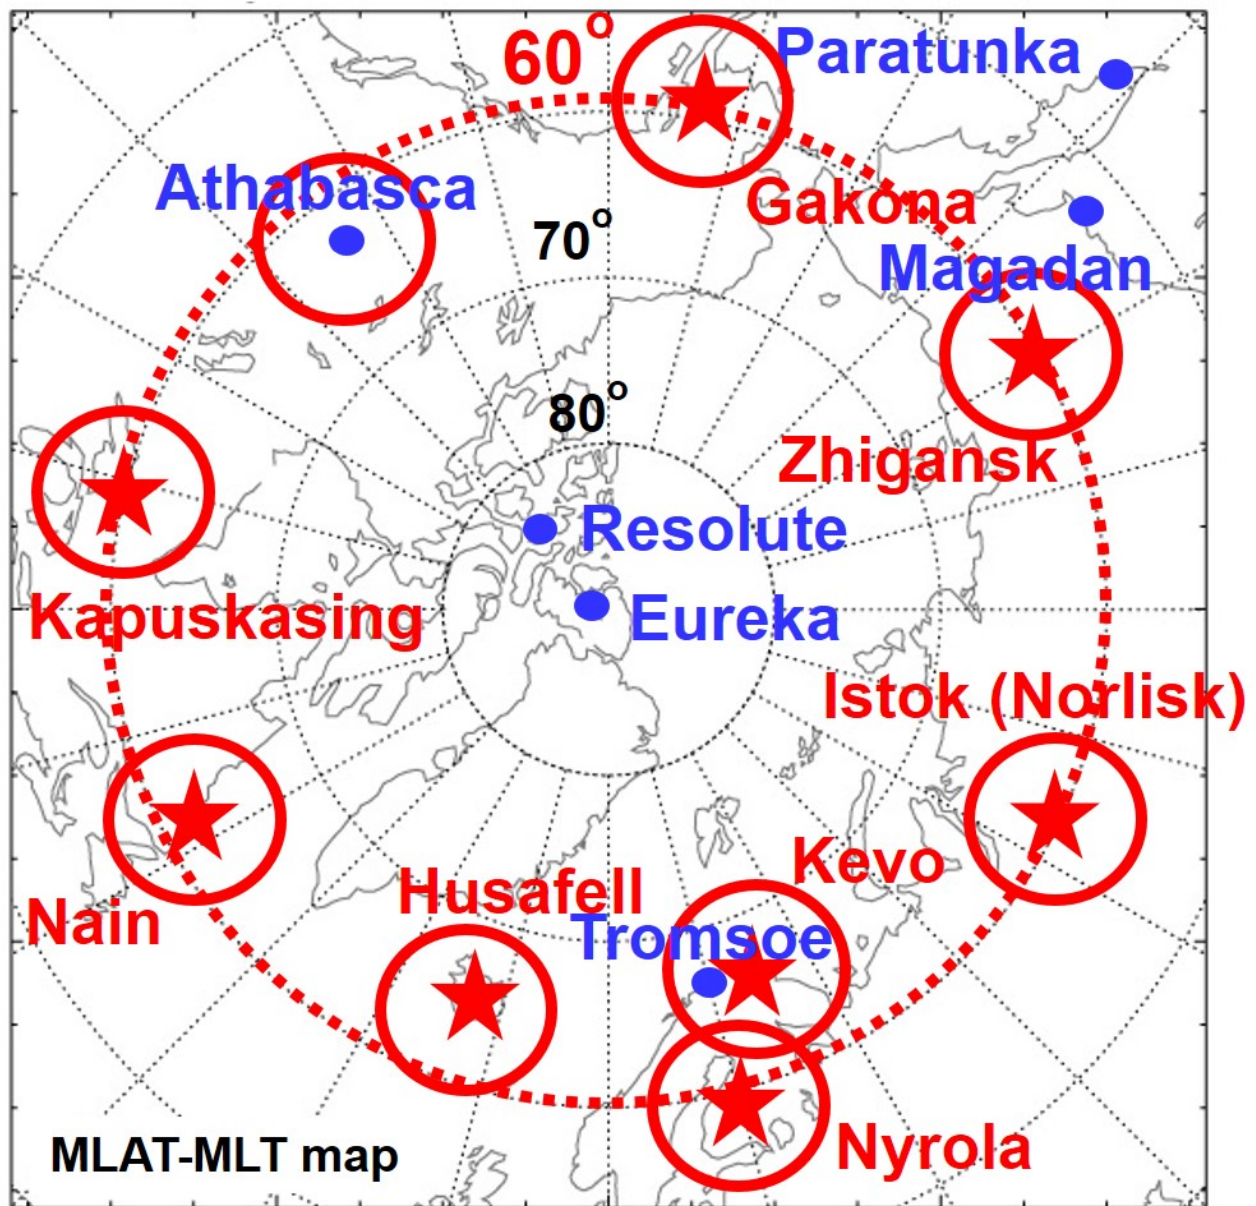 60°
Paratunka
Athabasca
Gakona
70°
Magadan
80°
Zhigansk
Resolute
Kapuskasing
Eureka
Istok (Norlisk)
Kevo
Husafell
Nain
Tromsoe
MLAT-MLT map
Nyrola